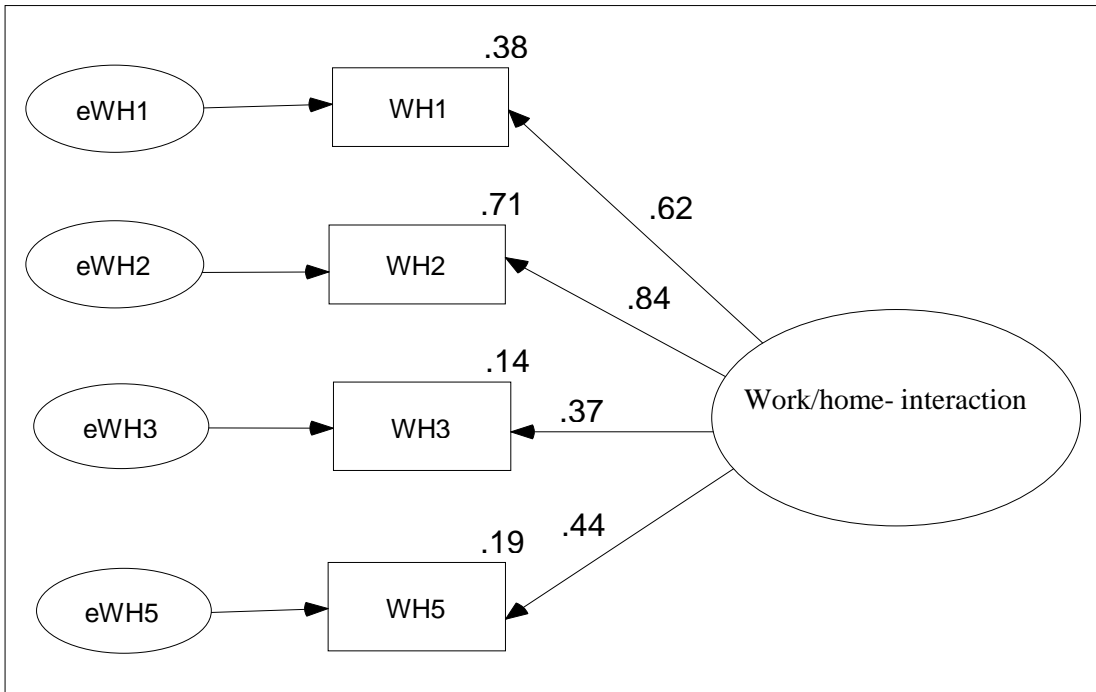 .38
eWH1
WH1
.62
.71
eWH2
WH2
.84
.14
eWH3
WH3
.37
Work/home- interaction
.19
.44
eWH5
WH5